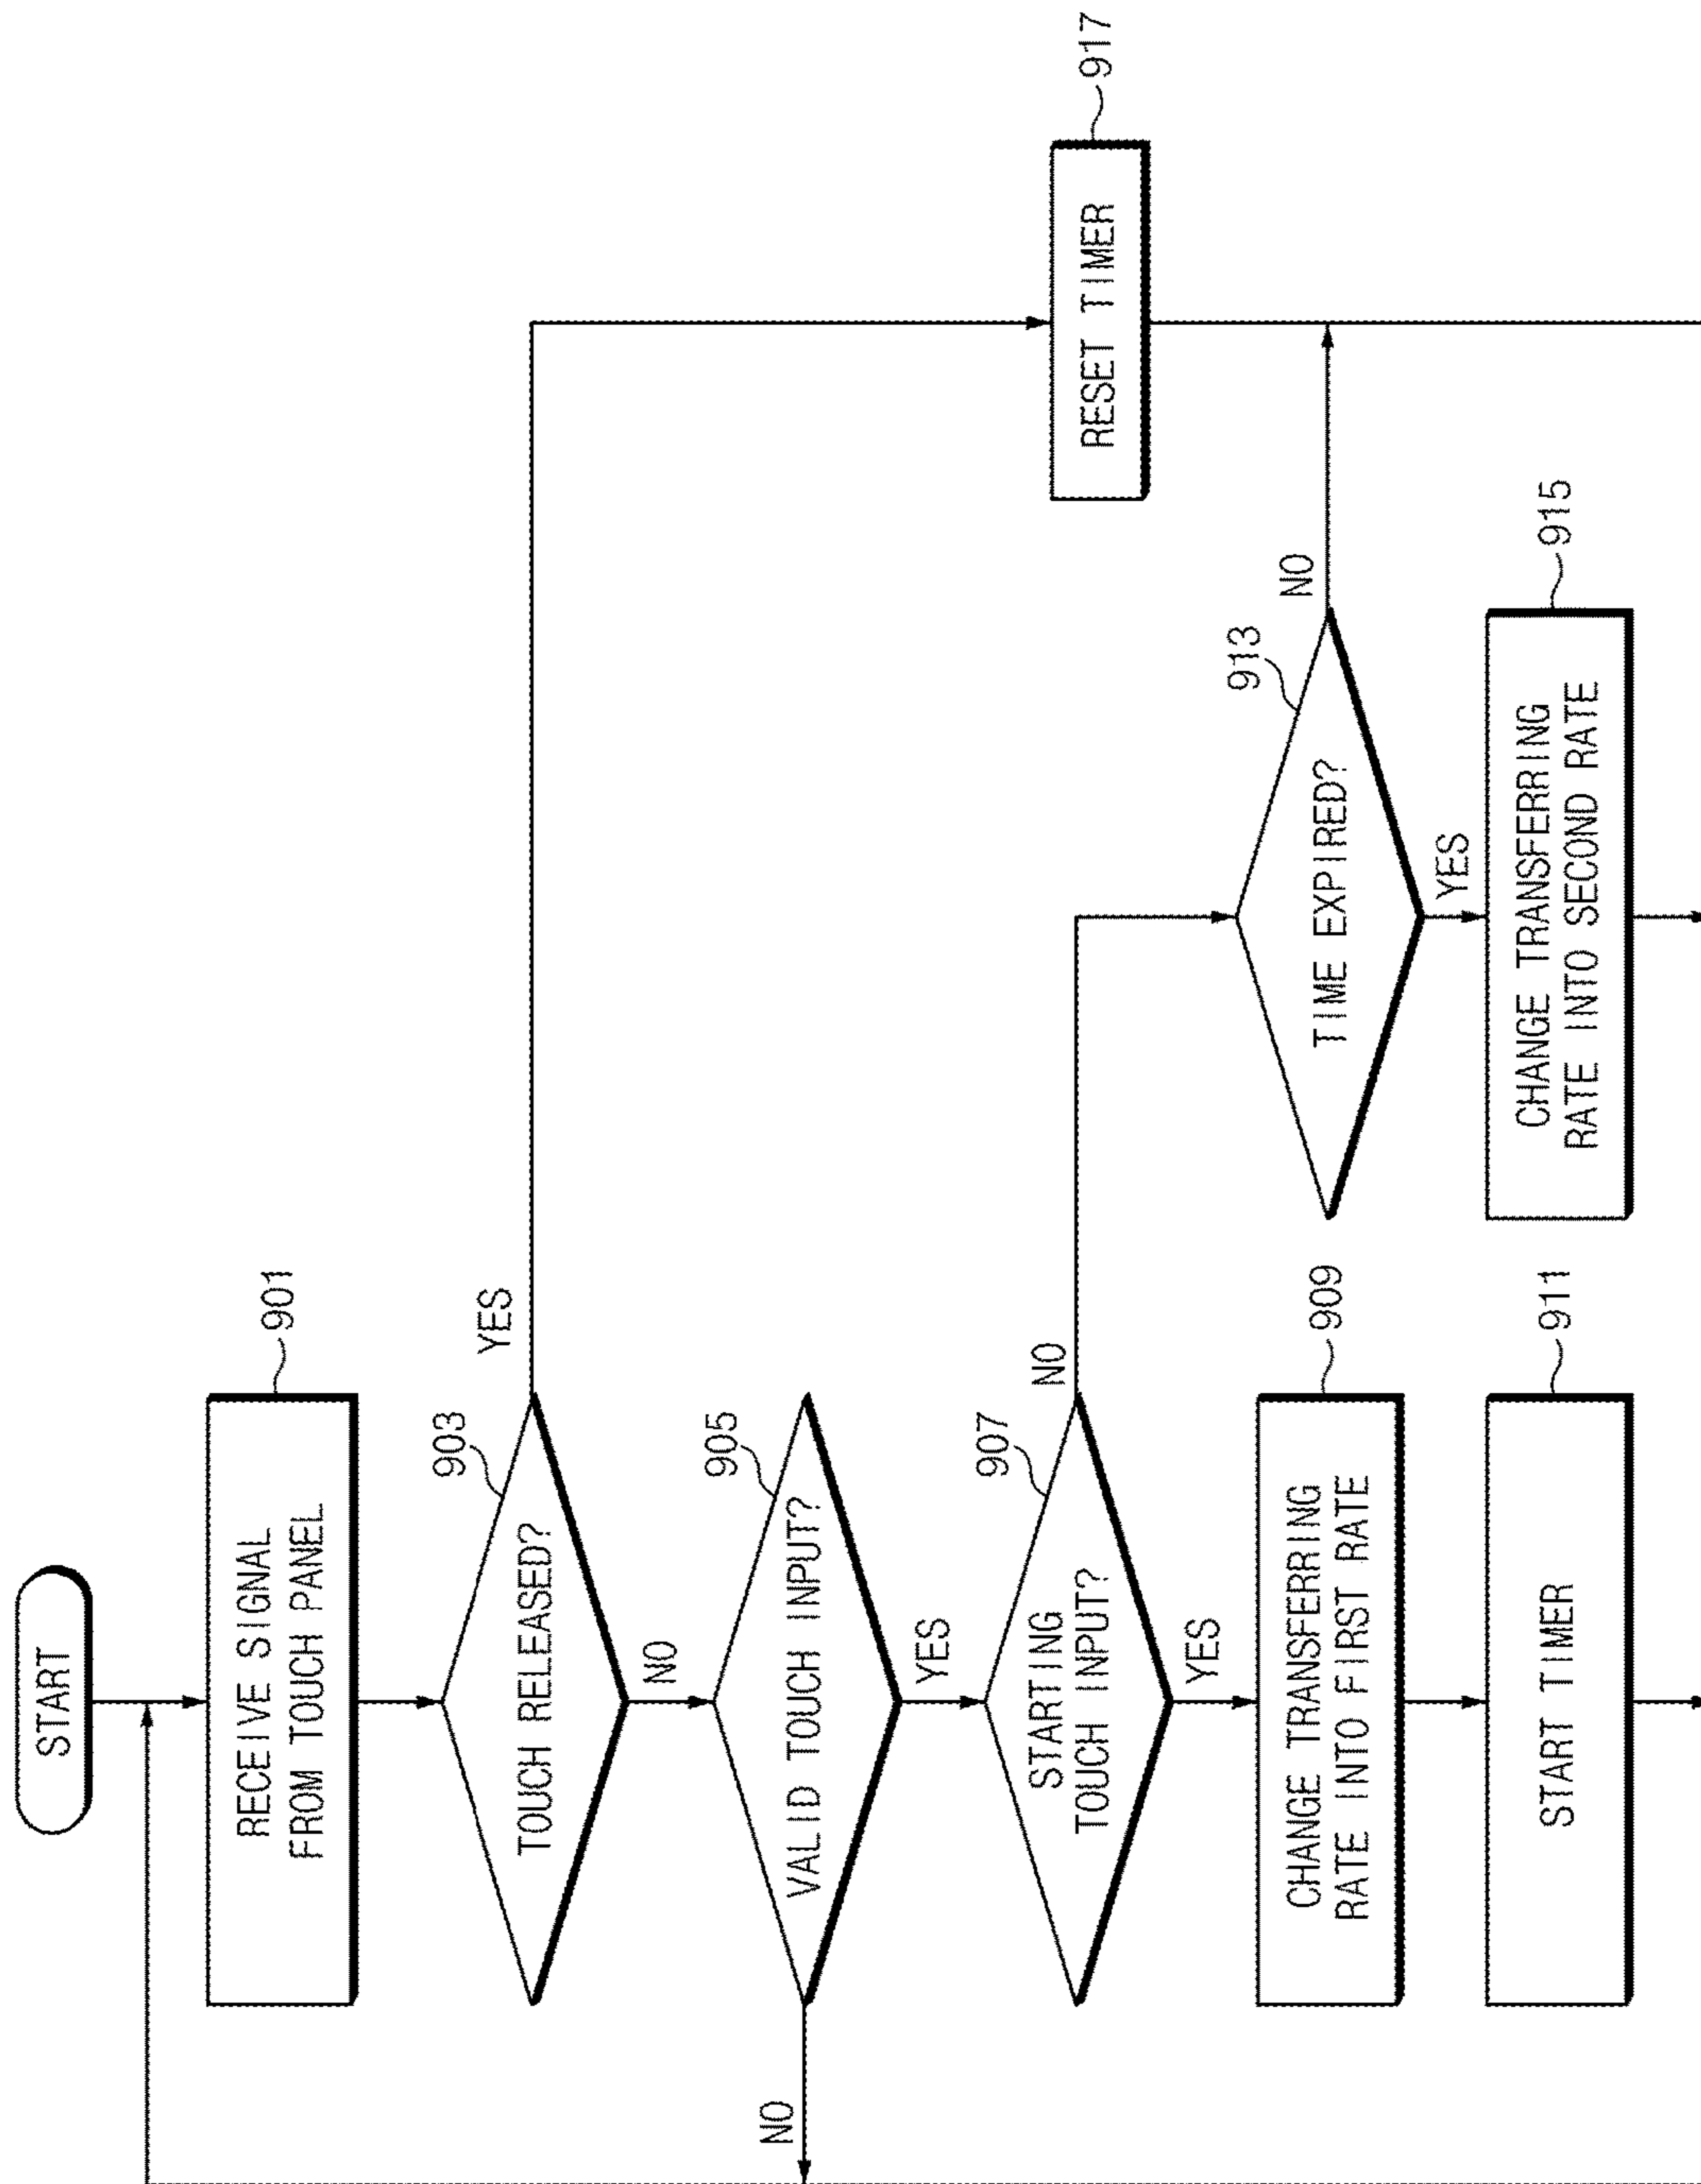 START
RECEIVE SIGNAL
FROM TOUCH PANEL
901
TOUCH RELEASED?
903
YES
NO
VALID TOUCH INPUT?
905
NO
YES
STARTING
TOUCH INPUT?
907
NO
YES
CHANGE TRANSFERRING
RATE INTO FIRST RATE
909
START TIMER
911
TIME EXPIRED?
913
NO
YES
CHANGE TRANSFERRING
RATE INTO SECOND RATE
915
RESET TIMER
917